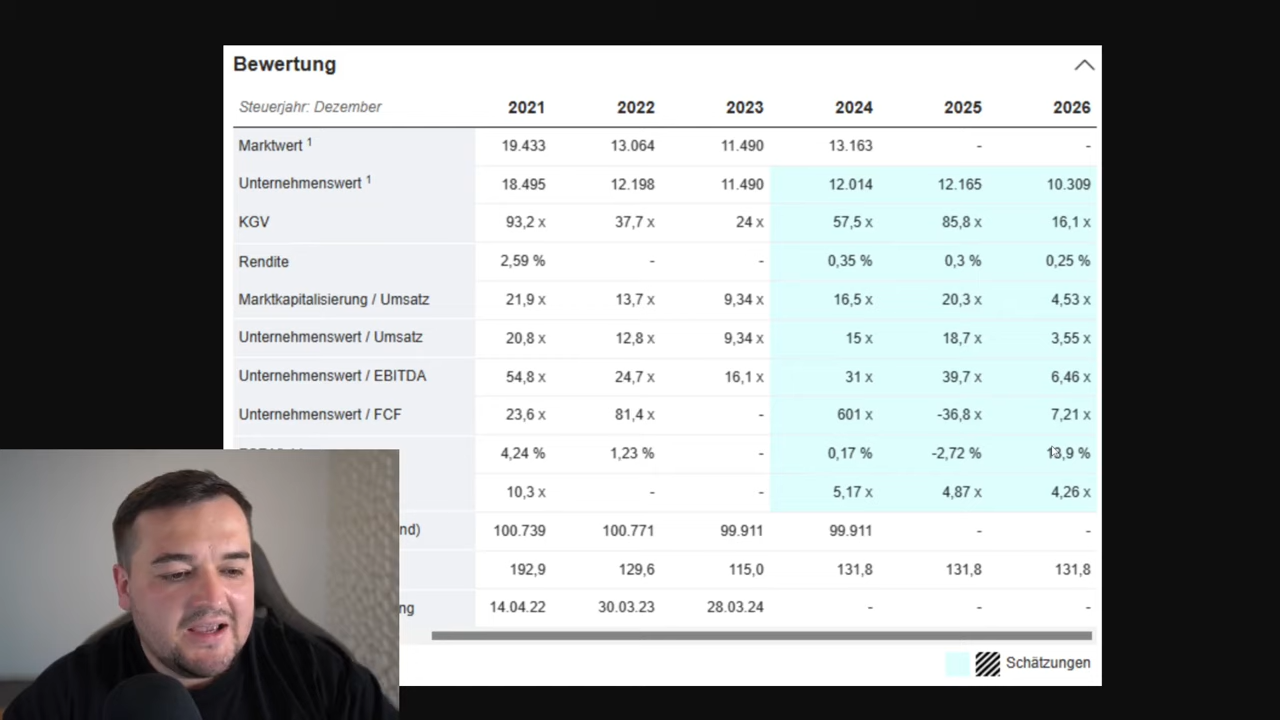 Bewertung
Steuerjahr: Dezember 2021 2022 2023 2024 2025 2026
Marktwert 1 19.433 13.064 11.490 13.163 - -
Unternehmenswert 1 18.495 12.198 11.490 12.014 12.165 10.309
KGV 93,2 x 37,7 x 24 x 57,5 x 85,8 x 16,1 x
Rendite 2,59 % - - 0,35 % 0,3 % 0,25 %
Marktkapitalisierung / Umsatz 21,9 x 13,7 x 9,34 x 16,5 x 20,3 x 4,53 x
Unternehmenswert / Umsatz 20,8 x 12,8 x 9,34 x 15 x 18,7 x 3,55 x
Unternehmenswert / EBITDA 54,8 x 24,7 x 16,1 x 31 x 39,7 x 6,46 x
Unternehmenswert / FCF 23,6 x 81,4 x - 601 x -36,8 x 7,21 x
4,24 % 1,23 % - 0,17 % -2,72 % 13,9 %
10,3 x - - 5,17 x 4,87 x 4,26 x
nd) 100.739 100.771 99.911 99.911 - -
192,9 129,6 115,0 131,8 131,8 131,8
ng 14.04.22 30.03.23 28.03.24 - - -
Schätzungen